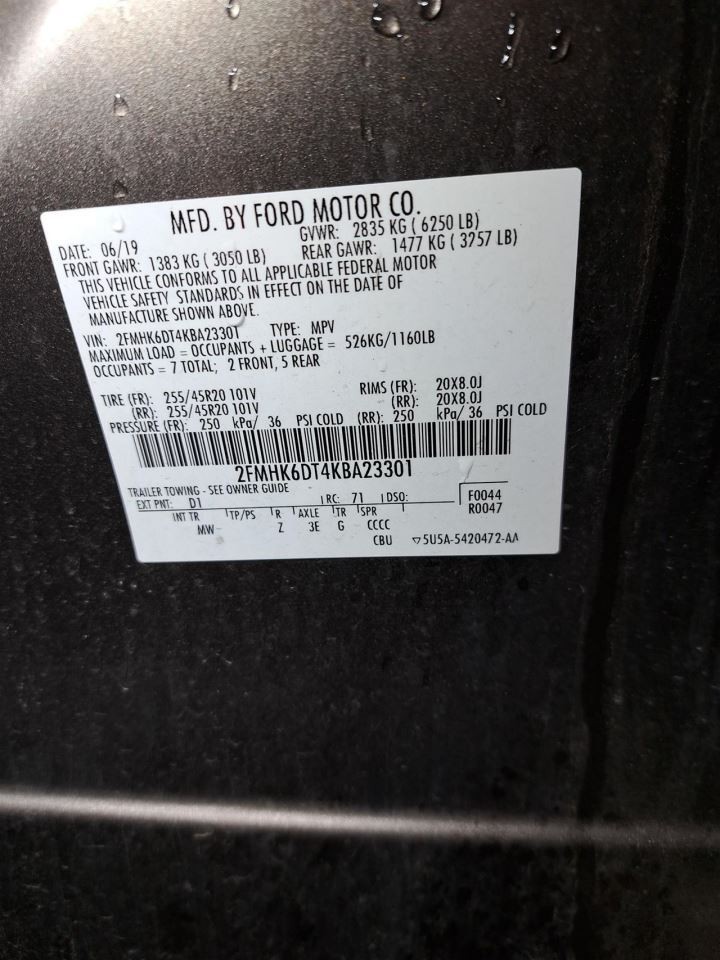 MFD. BY FORD MOTOR CO.
DATE: 06/19 GVWR: 2835 KG ( 6250 LB)
FRONT GAWR: 1383 KG ( 3050 LB) REAR GAWR: 1477 KG ( 3257 LB)
THIS VEHICLE CONFORMS TO ALL APPLICABLE FEDERAL MOTOR
VEHICLE SAFETY STANDARDS IN EFFECT ON THE DATE OF
MANUFACTURE SHOWN ABOVE.
VIN: 2FMHK6DT4KBA23301 TYPE: MPV
MAXIMUM LOAD = OCCUPANTS + LUGGAGE = 526KG/1160LB
OCCUPANTS = 7 TOTAL; 2 FRONT, 5 REAR
TIRE (FR): 255/45R20 101V RIMS (FR): 20X8.0J
(RR): 255/45R20 101V (RR): 20X8.0J
PRESSURE (FR): 250 kPa/ 36 PSI COLD (RR): 250 kPa/ 36 PSI COLD
2FMHK6DT4KBA23301
TRAILER TOWING - SEE OWNER GUIDE
EXT PNT: D1 RC: 71 DSO: F0044
INT TR TP/PS R AXLE TR SPR R0047
MW Z 3E G CCCC
CBU ▽5U5A-5420472-AA